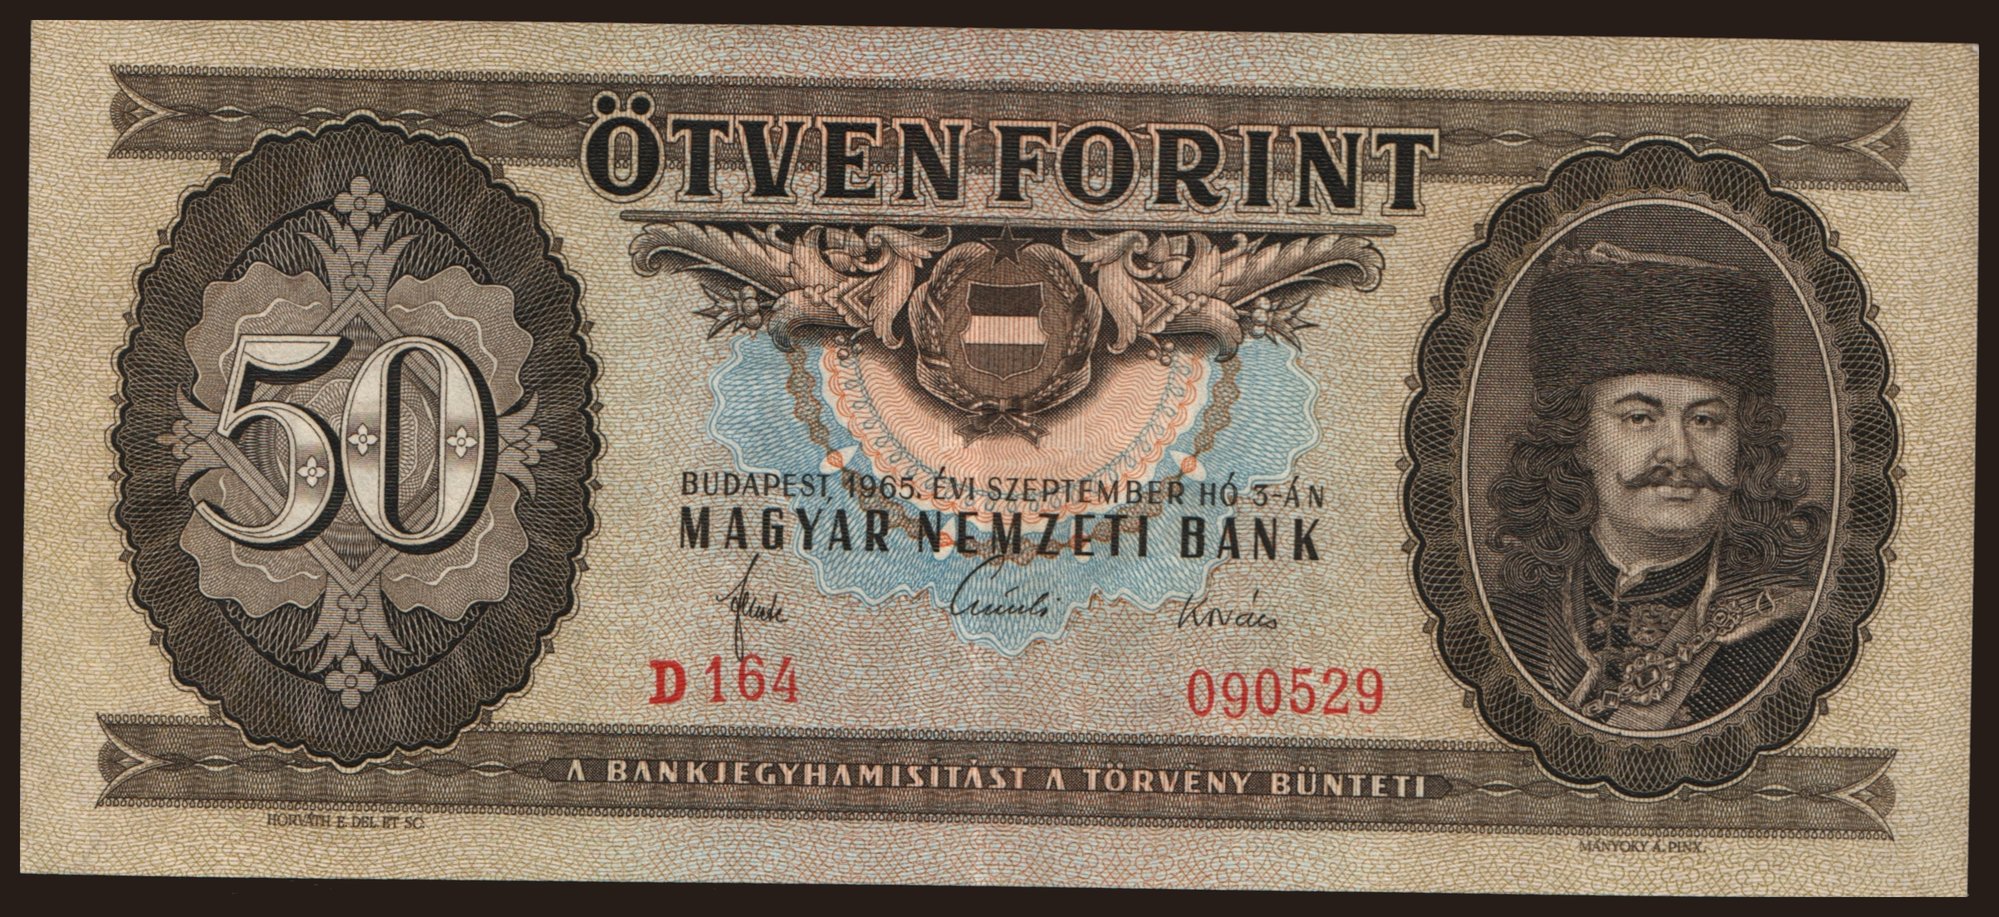 ÖTVEN FORINT
50
BUDAPEST, 1965. ÉVI SZEPTEMBER HÓ 3-ÁN
MAGYAR NEMZETI BANK
Kovács
D 164
090529
A BANKJEGYHAMISÍTÁST A TÖRVÉNY BÜNTETI
HORVÁTH E. DEL. ET SC.
MÁNYOKY Á. PINX.